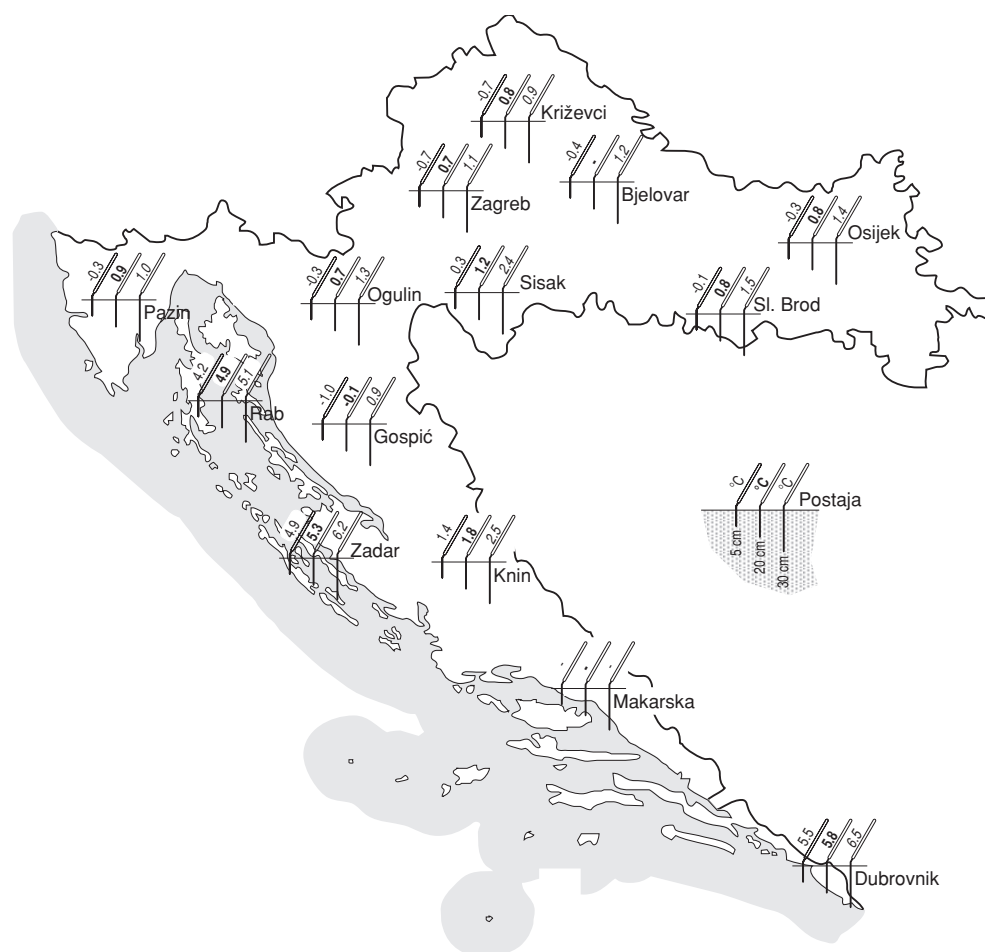 -0.7 0.8 0.9
Križevci
-0.7 0.7 1.1
Zagreb
-0.4 - 1.2
Bjelovar
-0.3 0.8 1.4
Osijek
-0.3 0.9 1.0
Pazin
-0.3 0.7 1.3
Ogulin
0.3 1.2 2.4
Sisak
-0.1 0.8 1.5
Sl. Brod
4.2 4.9 5.1
Rab
-1.0 -0.1 0.9
Gospić
°C °C °C
Postaja
5 cm
20 cm
30 cm
4.9 5.3 6.2
Zadar
1.4 1.8 2.5
Knin
- - -
Makarska
5.5 5.8 6.5
Dubrovnik